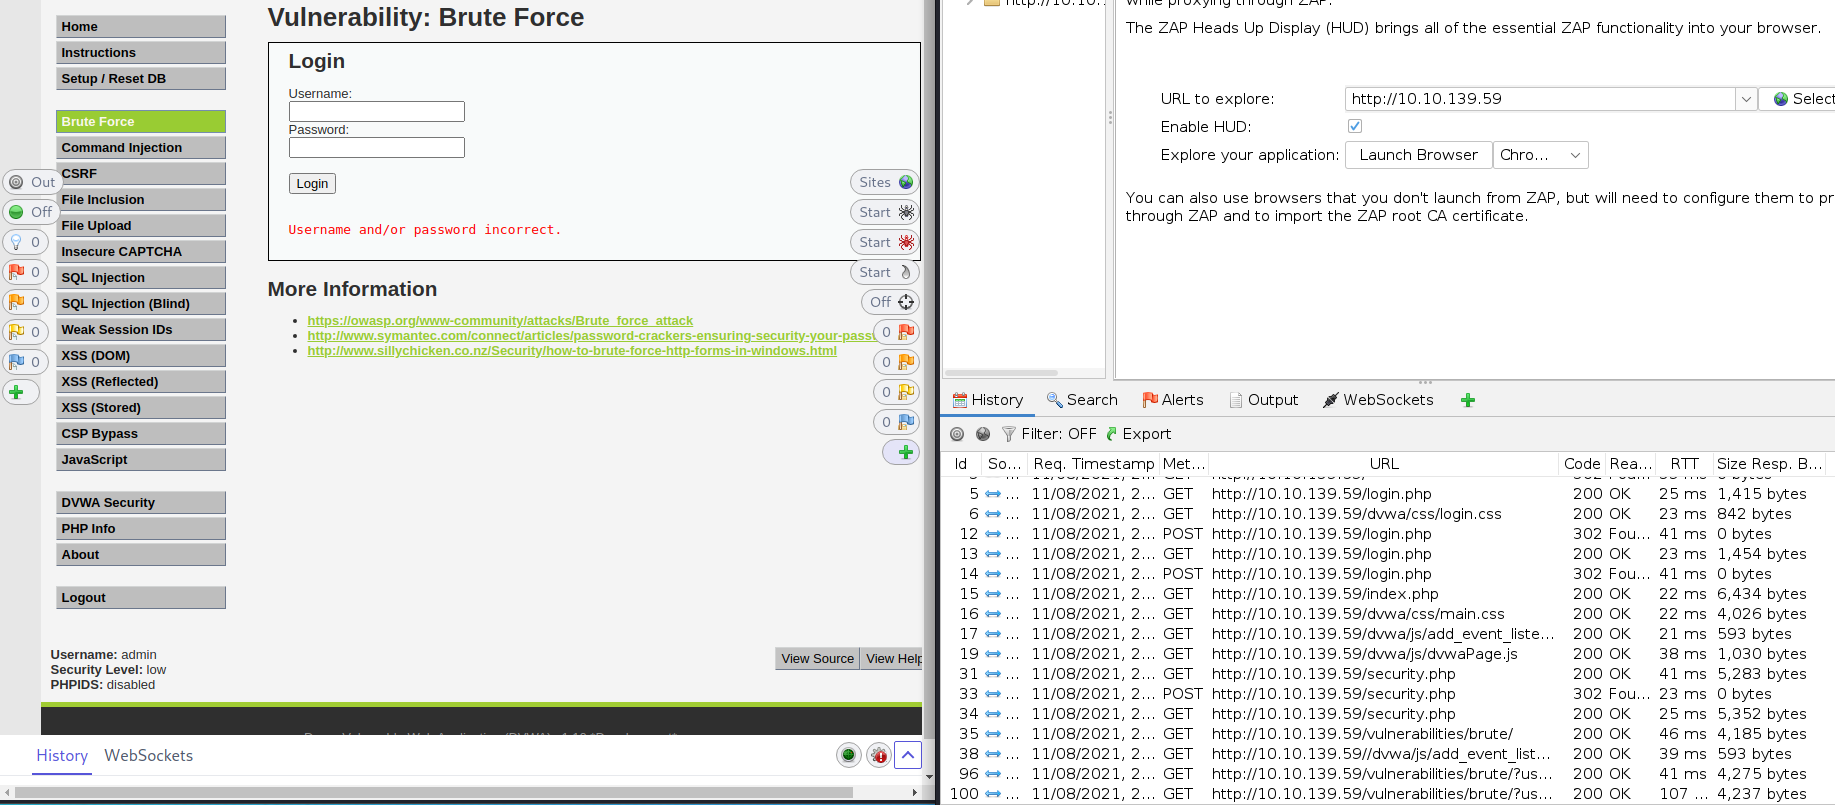 Home
Instructions
Setup / Reset DB
Brute Force
Command Injection
CSRF
File Inclusion
File Upload
Insecure CAPTCHA
SQL Injection
SQL Injection (Blind)
Weak Session IDs
XSS (DOM)
XSS (Reflected)
XSS (Stored)
CSP Bypass
JavaScript
DVWA Security
PHP Info
About
Logout
Out
Off
0
0
0
0
0
Username: admin
Security Level: low
PHPIDS: disabled
Vulnerability: Brute Force
Login
Username:
Password:
Login
Username and/or password incorrect.
More Information
https://owasp.org/www-community/attacks/Brute_force_attack
http://www.symantec.com/connect/articles/password-crackers-ensuring-security-your-pass
http://www.sillychicken.co.nz/Security/how-to-brute-force-http-forms-in-windows.html
Sites
Start
Start
Start
Off
0
0
0
0
View Source View Help
History WebSockets
while proxying through ZAP.
The ZAP Heads Up Display (HUD) brings all of the essential ZAP functionality into your browser.
URL to explore: http://10.10.139.59 Select
Enable HUD:
Explore your application: Launch Browser Chro...
You can also use browsers that you don't launch from ZAP, but will need to configure them to pr
through ZAP and to import the ZAP root CA certificate.
History Search Alerts Output WebSockets
Filter: OFF Export
Id So... Req. Timestamp Met... URL Code Rea... RTT Size Resp. B...
5 ... 11/08/2021, 2... GET http://10.10.139.59/login.php 200 OK 25 ms 1,415 bytes
6 ... 11/08/2021, 2... GET http://10.10.139.59/dvwa/css/login.css 200 OK 23 ms 842 bytes
12 ... 11/08/2021, 2... POST http://10.10.139.59/login.php 302 Fou... 41 ms 0 bytes
13 ... 11/08/2021, 2... GET http://10.10.139.59/login.php 200 OK 23 ms 1,454 bytes
14 ... 11/08/2021, 2... POST http://10.10.139.59/login.php 302 Fou... 41 ms 0 bytes
15 ... 11/08/2021, 2... GET http://10.10.139.59/index.php 200 OK 22 ms 6,434 bytes
16 ... 11/08/2021, 2... GET http://10.10.139.59/dvwa/css/main.css 200 OK 22 ms 4,026 bytes
17 ... 11/08/2021, 2... GET http://10.10.139.59/dvwa/js/add_event_liste... 200 OK 21 ms 593 bytes
19 ... 11/08/2021, 2... GET http://10.10.139.59/dvwa/js/dvwaPage.js 200 OK 38 ms 1,030 bytes
31 ... 11/08/2021, 2... GET http://10.10.139.59/security.php 200 OK 41 ms 5,283 bytes
33 ... 11/08/2021, 2... POST http://10.10.139.59/security.php 302 Fou... 23 ms 0 bytes
34 ... 11/08/2021, 2... GET http://10.10.139.59/security.php 200 OK 25 ms 5,352 bytes
35 ... 11/08/2021, 2... GET http://10.10.139.59/vulnerabilities/brute/ 200 OK 46 ms 4,185 bytes
38 ... 11/08/2021, 2... GET http://10.10.139.59//dvwa/js/add_event_list... 200 OK 39 ms 593 bytes
96 ... 11/08/2021, 2... GET http://10.10.139.59/vulnerabilities/brute/?us... 200 OK 41 ms 4,275 bytes
100 ... 11/08/2021, 2... GET http://10.10.139.59/vulnerabilities/brute/?us... 200 OK 107 ... 4,237 bytes